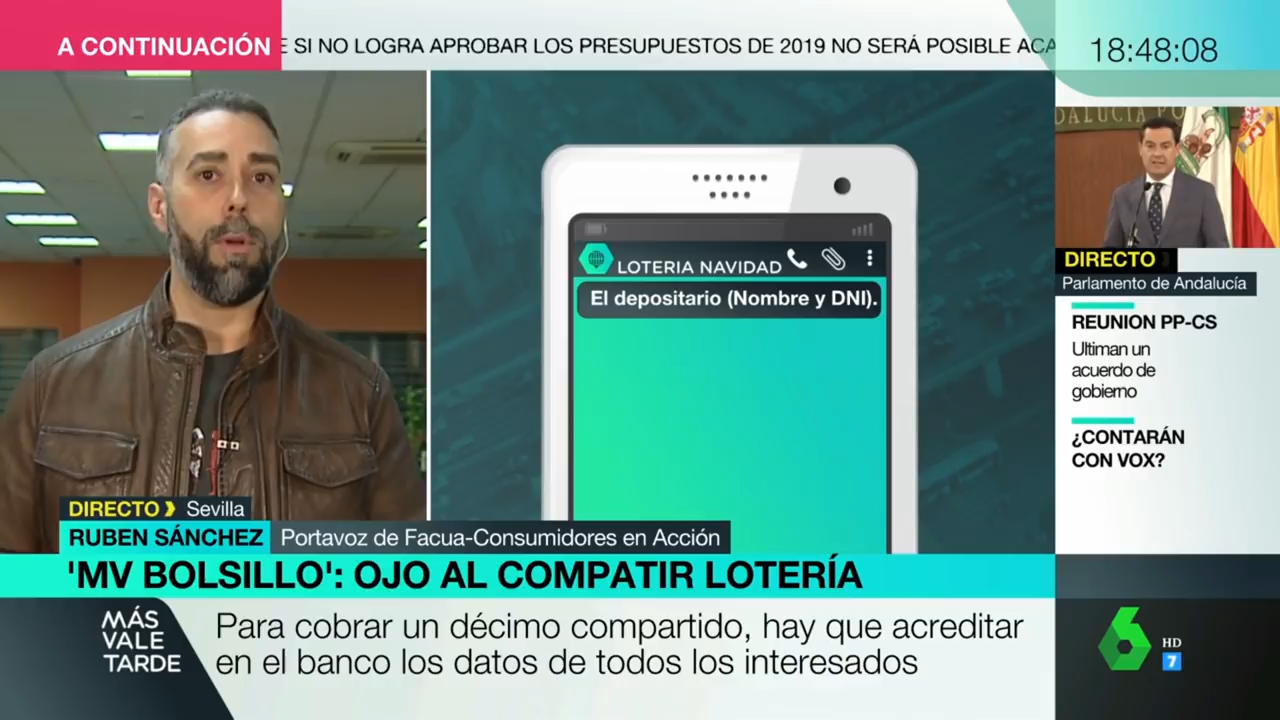 A CONTINUACIÓN
E SI NO LOGRA APROBAR LOS PRESUPUESTOS DE 2019 NO SERÁ POSIBLE ACA
18:48:08
LOTERIA NAVIDAD
El depositario (Nombre y DNI).
DIRECTO
Parlamento de Andalucía
REUNION PP-CS
Ultiman un
acuerdo de
gobierno
¿CONTARÁN
CON VOX?
DIRECTO Sevilla
RUBEN SÁNCHEZ Portavoz de Facua-Consumidores en Acción
'MV BOLSILLO': OJO AL COMPATIR LOTERÍA
MÁS
VALE
TARDE
Para cobrar un décimo compartido, hay que acreditar
en el banco los datos de todos los interesados
6
HD
7